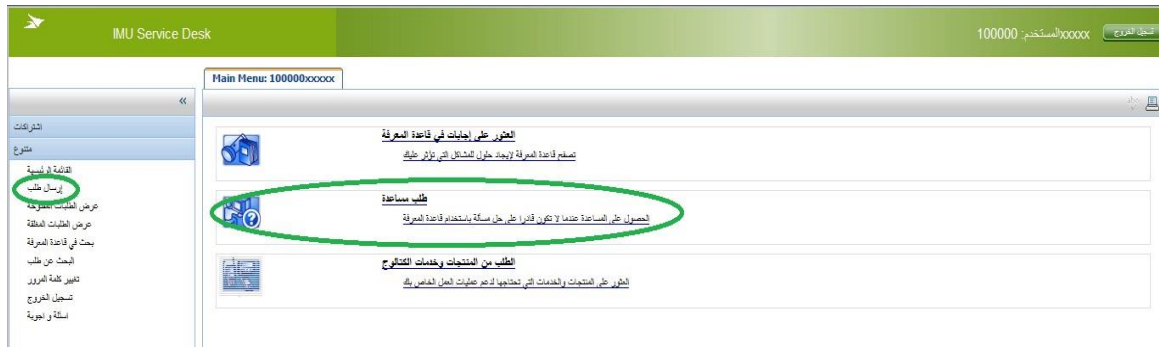 IMU Service Desk
المستخدم: 100000xxxxx
تسجيل الخروج
Main Menu: 100000xxxxx
«
اشتراكات
متنوع
القائمة الرئيسية
إرسال طلب
عرض الطلبات المفتوحة
عرض الطلبات المغلقة
بحث في قاعدة المعرفة
البحث عن طلب
تغيير كلمة المرور
تسجيل الخروج
اسئلة و اجوبة
العثور على إجابات في قاعدة المعرفة
تصفح قاعدة المعرفة لإيجاد حلول للمشاكل التي تؤثر عليك
طلب مساعدة
الحصول على المساعدة عندما لا تكون قادرا على حل مسألة باستخدام قاعدة المعرفة
الطلب من المنتجات وخدمات الكتالوج
العثور على المنتجات والخدمات التي تحتاجها لدعم عمليات العمل الخاص بك